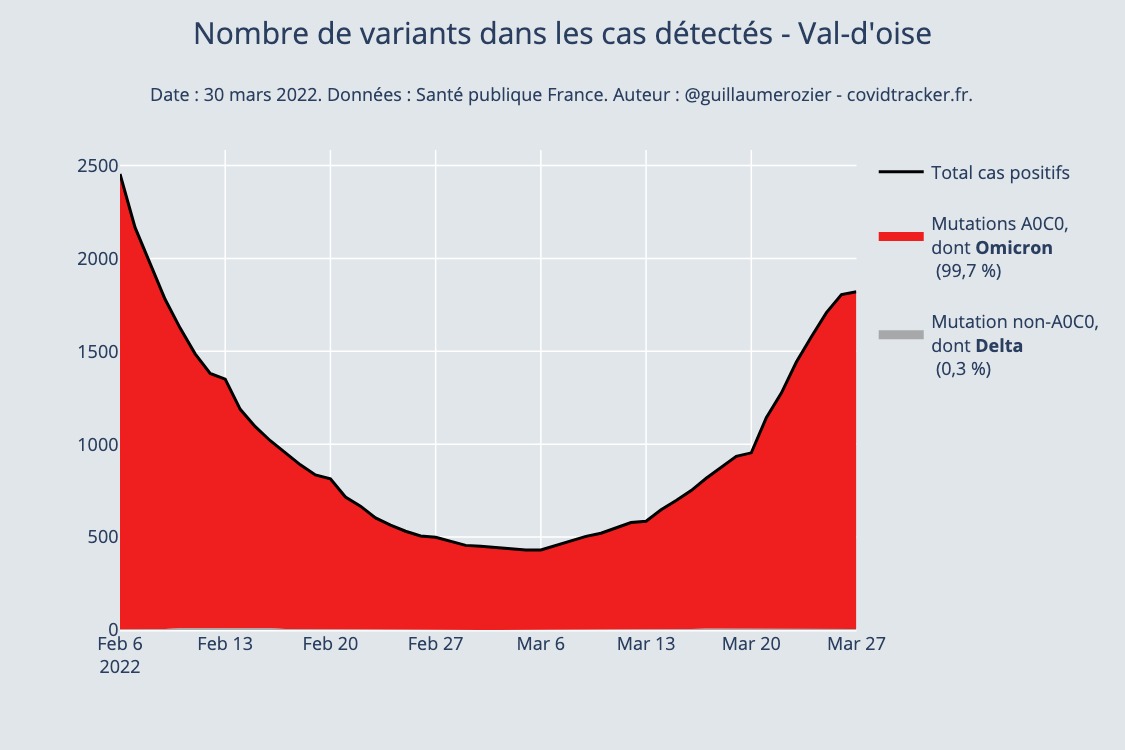 Nombre de variants dans les cas détectés - Val-d'oise
Date : 30 mars 2022. Données : Santé publique France. Auteur : @guillaumerozier - covidtracker.fr.
2500
2000
1500
1000
500
0
Feb 6
2022
Feb 13
Feb 20
Feb 27
Mar 6
Mar 13
Mar 20
Mar 27
Total cas positifs
Mutations A0C0,
dont Omicron
(99,7 %)
Mutation non-A0C0,
dont Delta
(0,3 %)